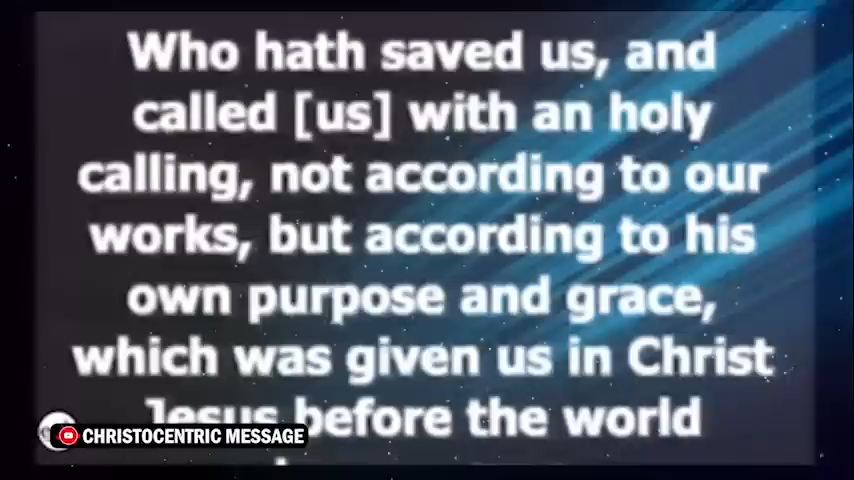 Who hath saved us, and
called [us] with an holy
calling, not according to our
works, but according to his
own purpose and grace,
which was given us in Christ
Jesus before the world
CHRISTOCENTRIC MESSAGE